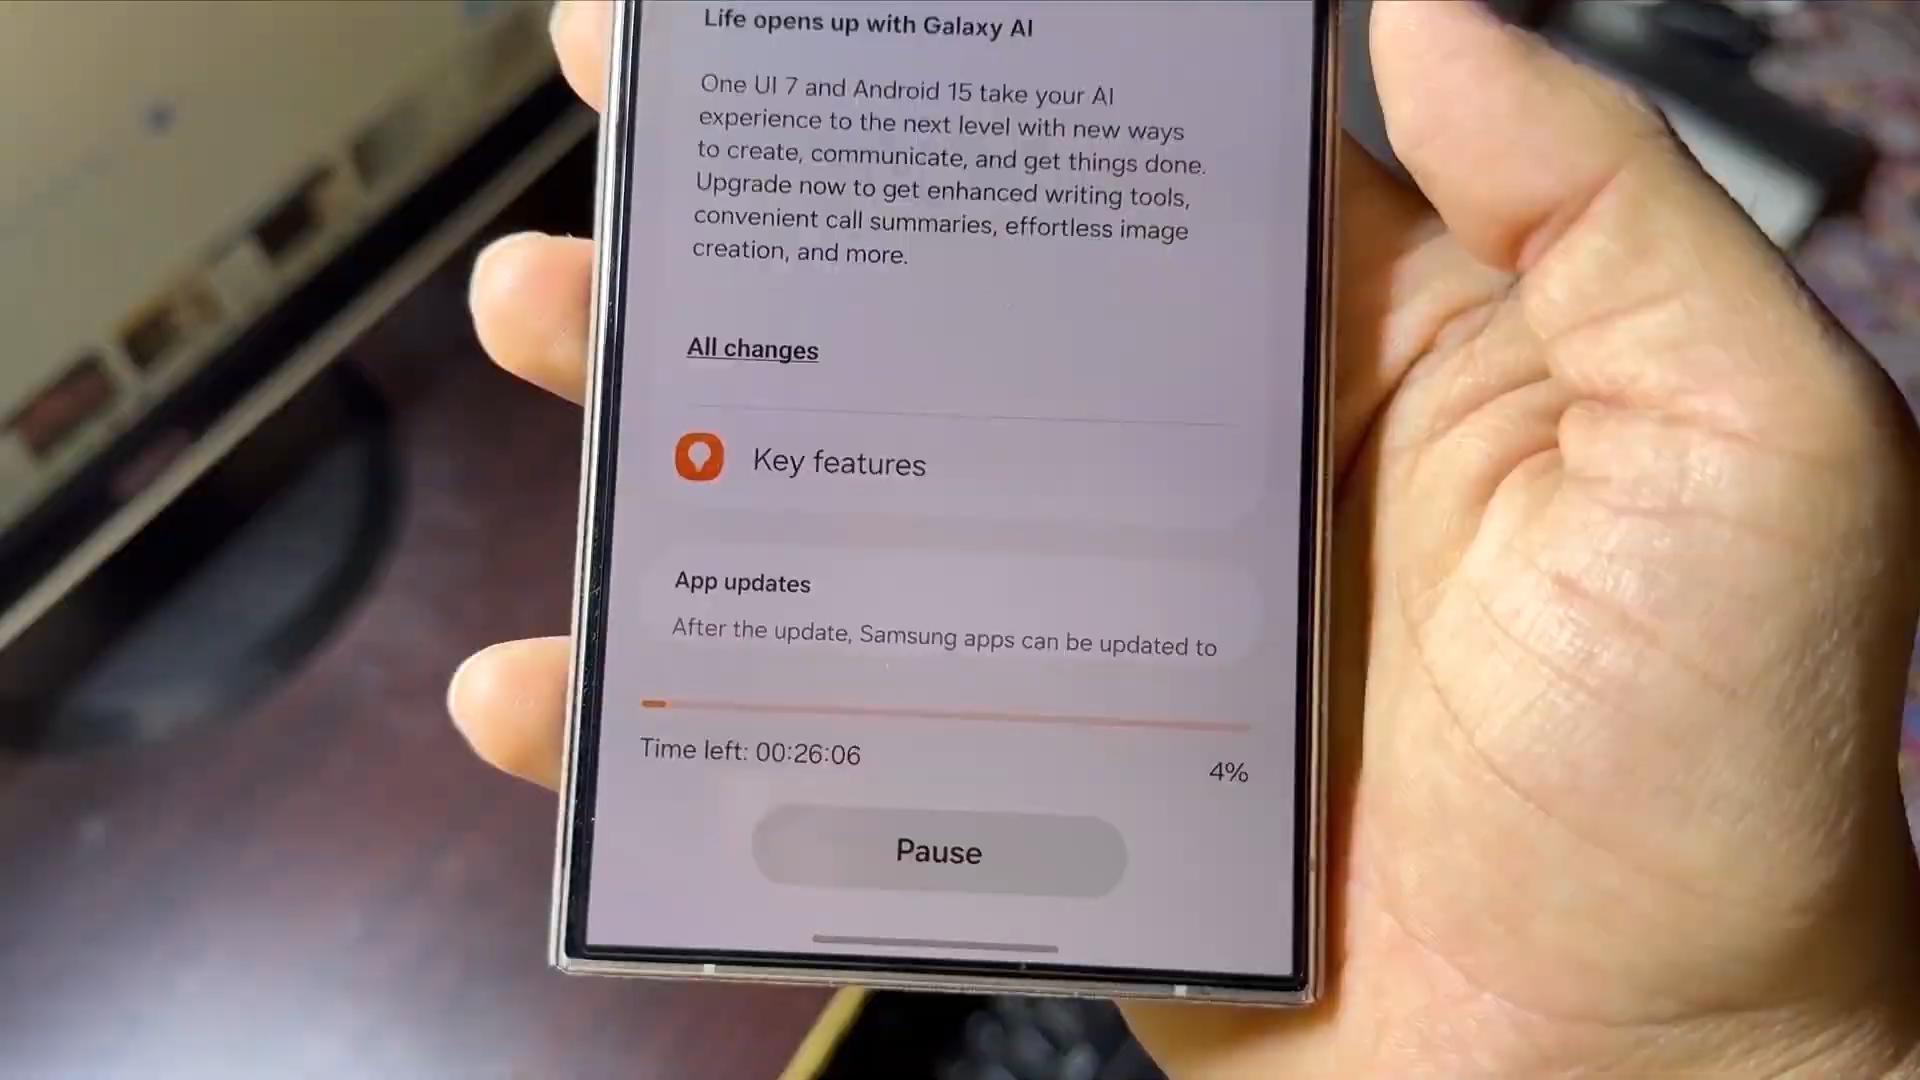 Life opens up with Galaxy AI
One UI 7 and Android 15 take your AI
experience to the next level with new ways
to create, communicate, and get things done.
Upgrade now to get enhanced writing tools,
convenient call summaries, effortless image
creation, and more.
All changes
Key features
App updates
After the update, Samsung apps can be updated to
Time left: 00:26:06
4%
Pause